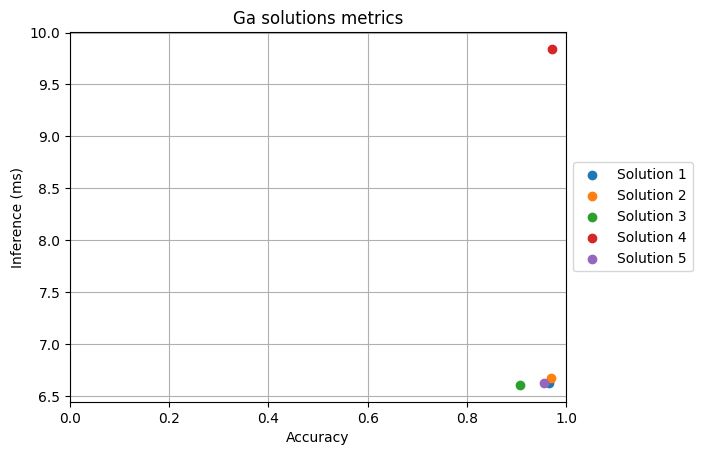 Ga solutions metrics
10.0
9.5
9.0
8.5
8.0
7.5
7.0
6.5
Inference (ms)
0.0 0.2 0.4 0.6 0.8 1.0
Accuracy
Solution 1
Solution 2
Solution 3
Solution 4
Solution 5